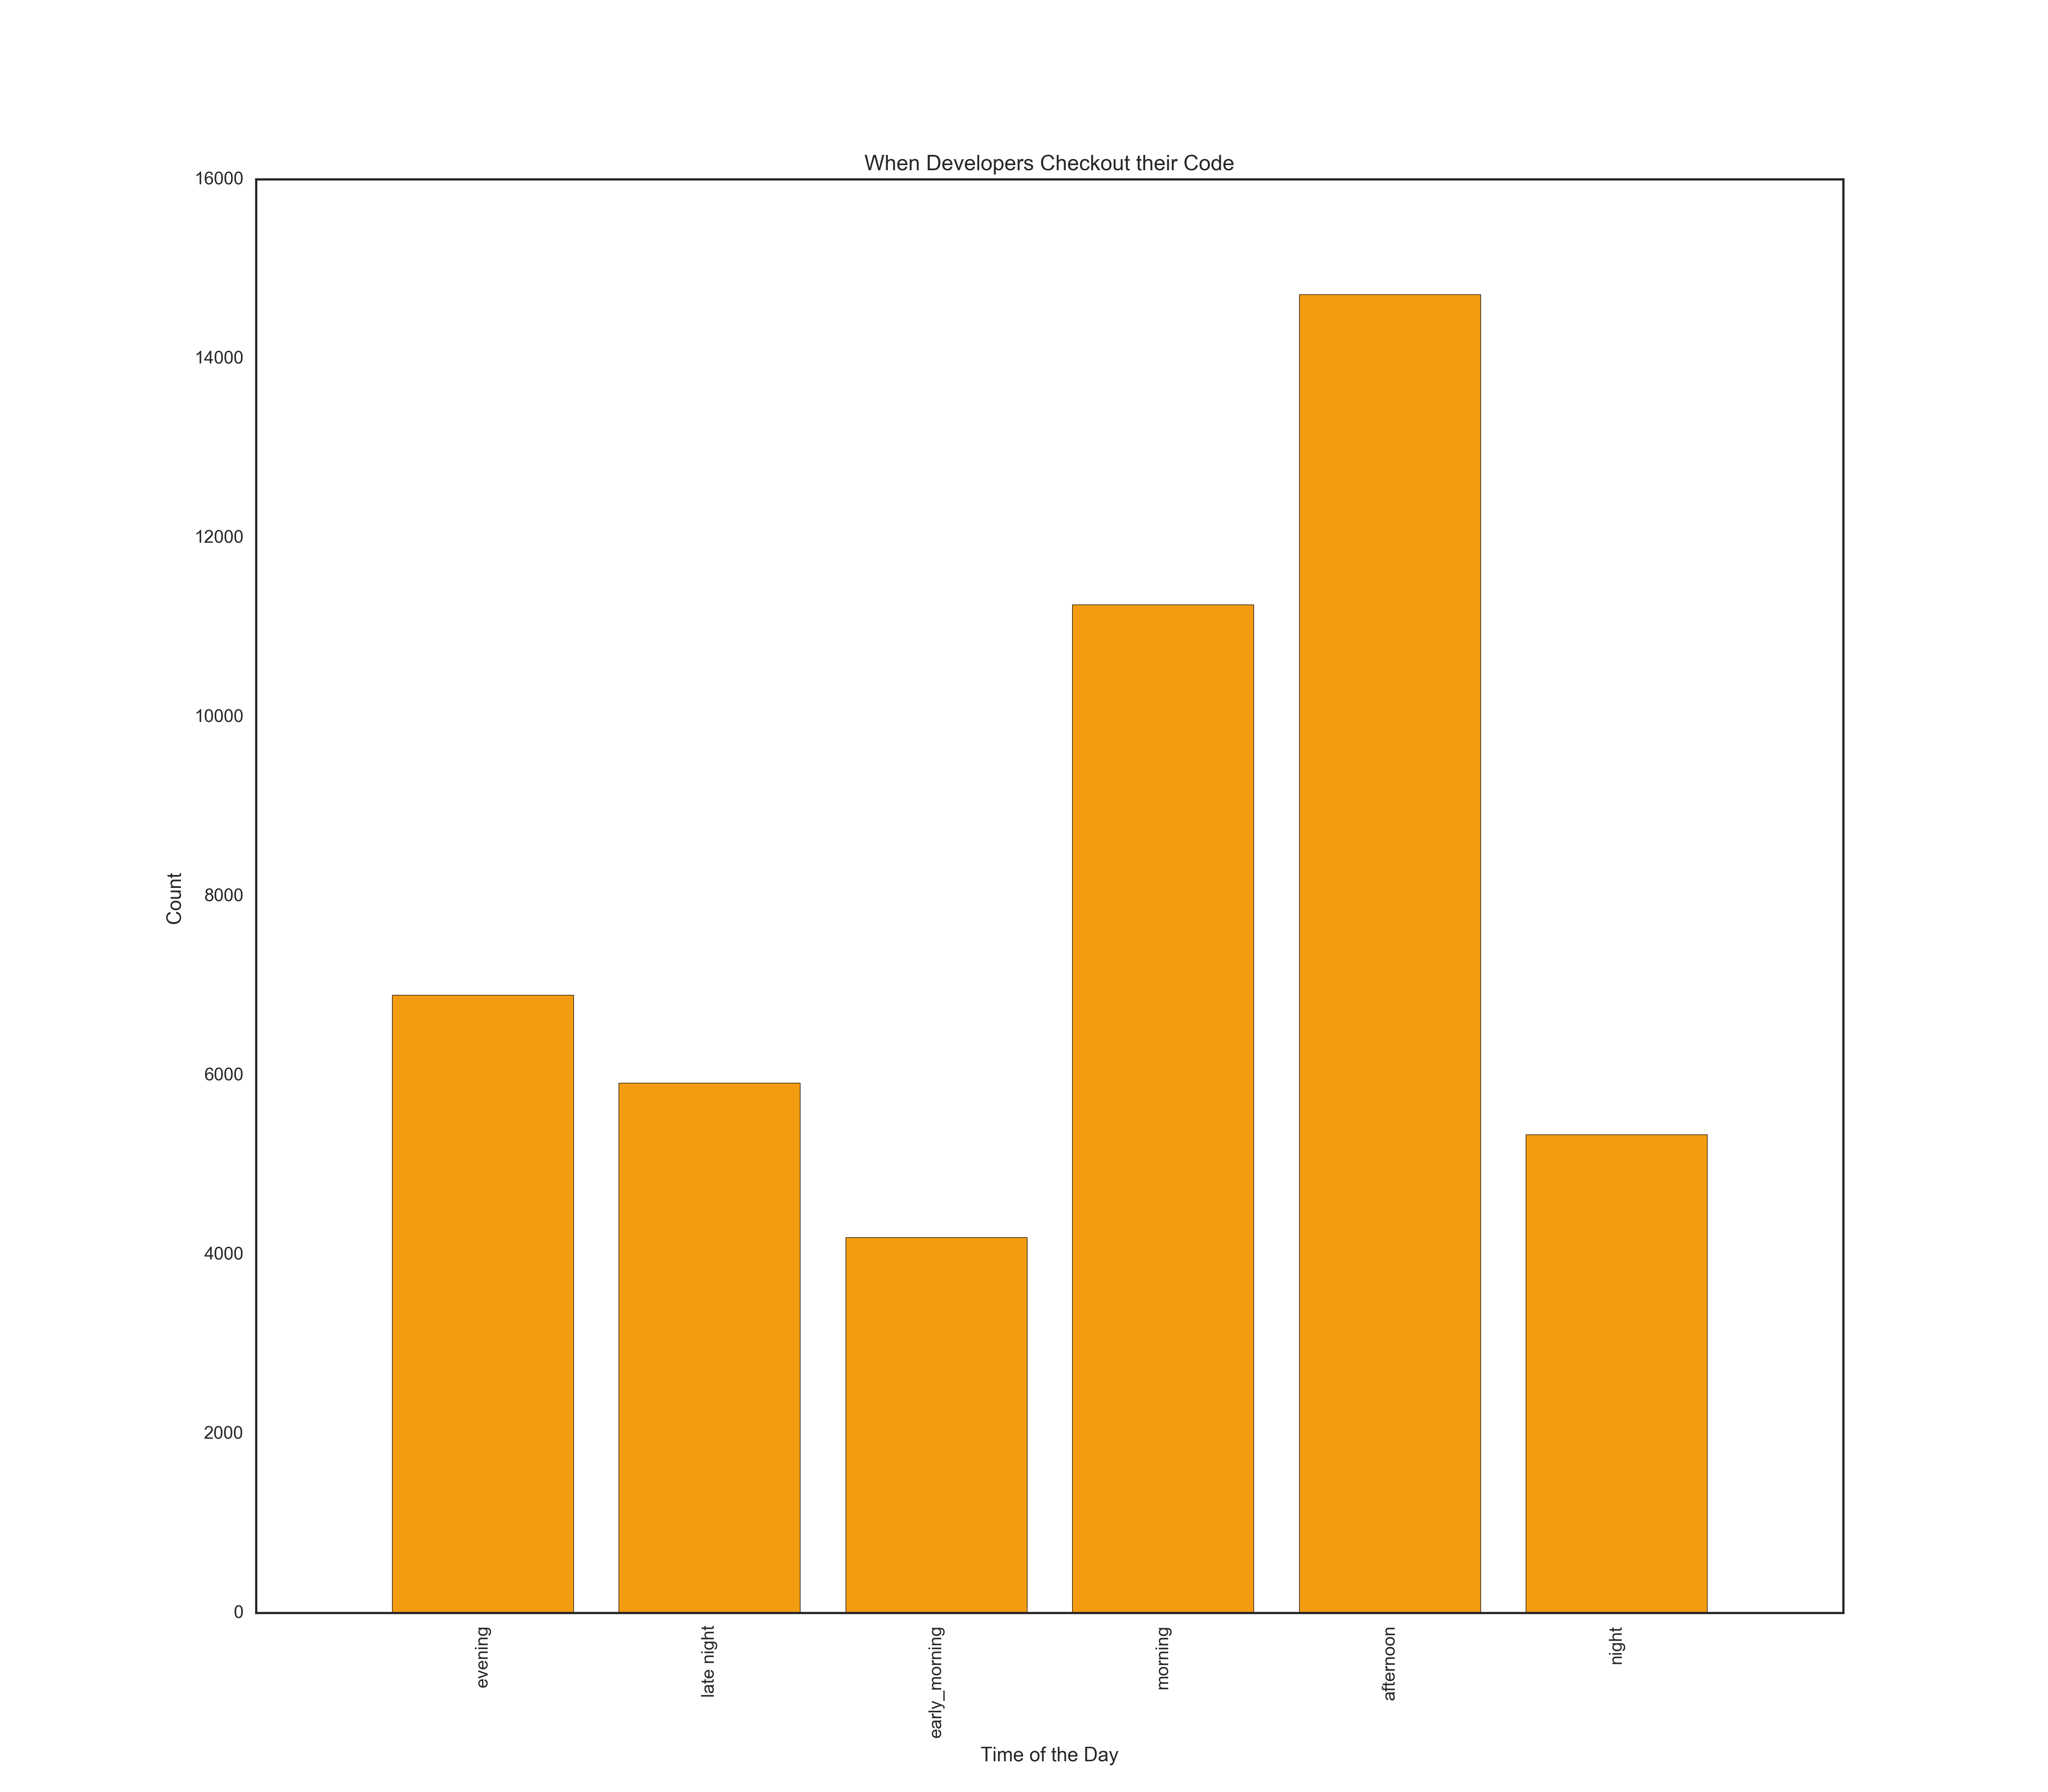 When Developers Checkout their Code
16000
14000
12000
10000
8000
6000
4000
2000
0
Count
evening
late night
early_morning
morning
afternoon
night
Time of the Day